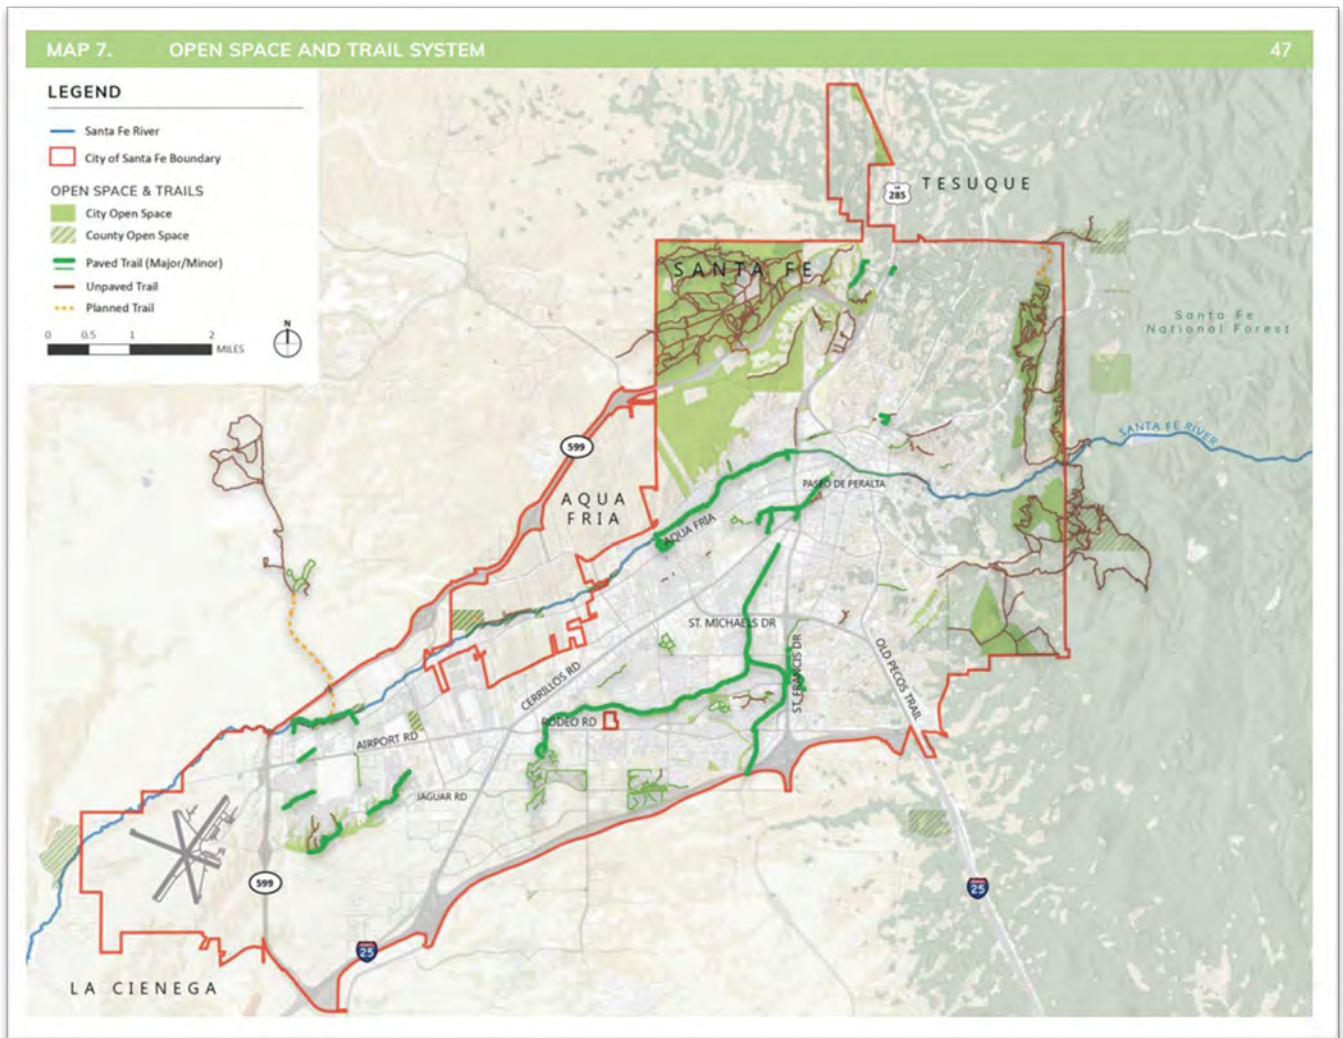 MAP 7. OPEN SPACE AND TRAIL SYSTEM 47
LEGEND
Santa Fe River
City of Santa Fe Boundary
OPEN SPACE & TRAILS
City Open Space
County Open Space
Paved Trail (Major/Minor)
Unpaved Trail
Planned Trail
0 0.5 1 2 MILES
N
TESUQUE
285
SANTA FE
Santa Fe
National Forest
SANTA FE RIVER
599
AQUA
FRIA
PASEO DE PERALTA
AQUA FRIA
ST. MICHAELS DR
ST. FRANCIS DR
OLD PECOS TRAIL
CERRILLOS RD
RODEO RD
AIRPORT RD
JAGUAR RD
599
25
25
LA CIENEGA